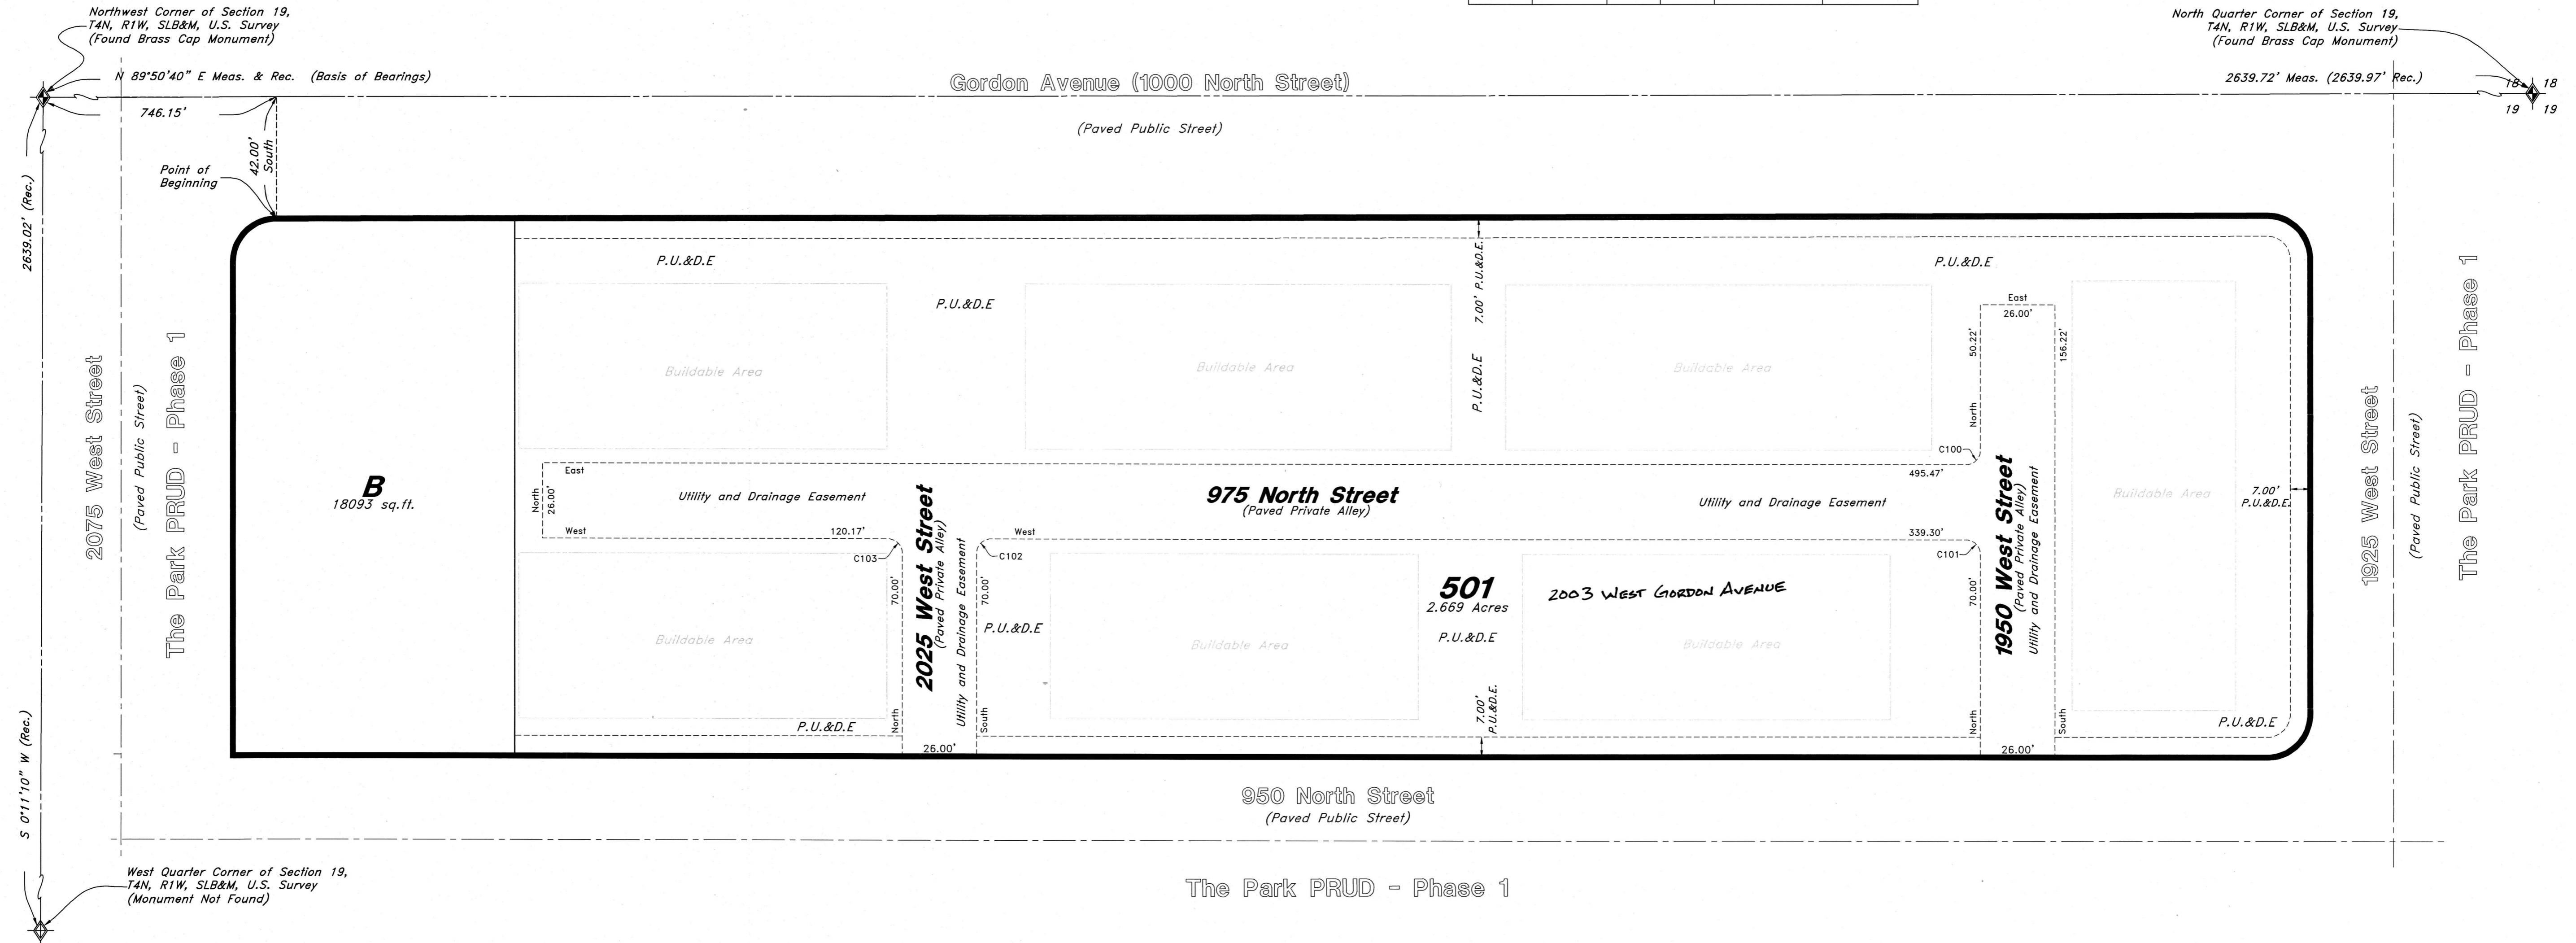 Northwest Corner of Section 19,
T4N, R1W, SLB&M, U.S. Survey
(Found Brass Cap Monument)
North Quarter Corner of Section 19,
T4N, R1W, SLB&M, U.S. Survey
(Found Brass Cap Monument)
N 89°50'40" E Meas. & Rec. (Basis of Bearings)
Gordon Avenue (1000 North Street)
2639.72' Meas. (2639.97' Rec.)
18 18
19 19
746.15'
(Paved Public Street)
42.00'
South
Point of
Beginning
2639.02' (Rec.)
S 0°11'10" W (Rec.)
2075 West Street
(Paved Public Street)
The Park PRUD - Phase 1
B
18093 sq.ft.
P.U.&D.E
P.U.&D.E
7.00' P.U.&D.E.
P.U.&D.E
P.U.&D.E
Buildable Area
Buildable Area
Buildable Area
Buildable Area
East
26.00'
50.22'
North
156.22'
C100
495.47'
East
North
26.00'
West
Utility and Drainage Easement
120.17'
C103
975 North Street
(Paved Private Alley)
Utility and Drainage Easement
West
C102
339.30'
C101
7.00'
P.U.&D.E.
2025 West Street
(Paved Private Alley)
Utility and Drainage Easement
70.00'
North
70.00'
South
26.00'
1950 West Street
(Paved Private Alley)
Utility and Drainage Easement
70.00'
North
South
26.00'
501
2.669 Acres
2003 WEST GORDON AVENUE
P.U.&D.E
P.U.&D.E
Buildable Area
Buildable Area
Buildable Area
P.U.&D.E
7.00'
P.U.&D.E.
P.U.&D.E
1925 West Street
(Paved Public Street)
The Park PRUD - Phase 1
950 North Street
(Paved Public Street)
West Quarter Corner of Section 19,
T4N, R1W, SLB&M, U.S. Survey
(Monument Not Found)
The Park PRUD - Phase 1